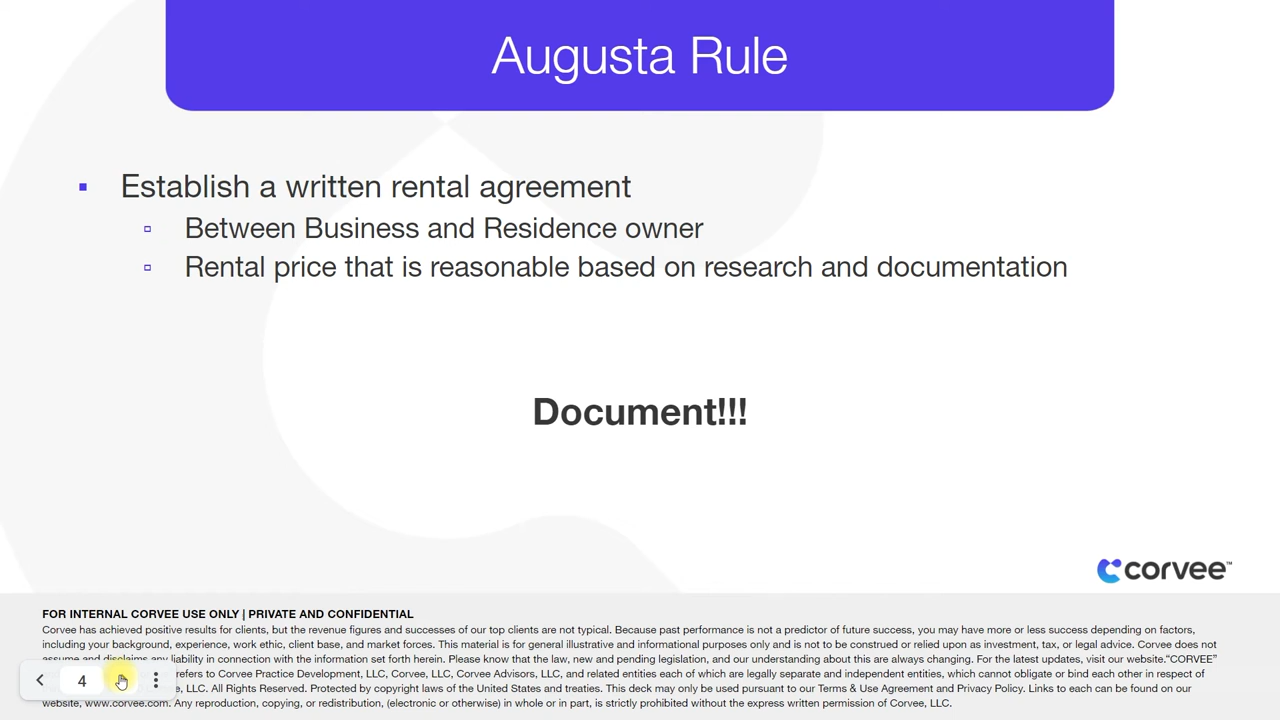 Augusta Rule
Establish a written rental agreement
Between Business and Residence owner
Rental price that is reasonable based on research and documentation
Document!!!
corvee™
FOR INTERNAL CORVEE USE ONLY | PRIVATE AND CONFIDENTIAL
Corvee has achieved positive results for clients, but the revenue figures and successes of our top clients are not typical. Because past performance is not a predictor of future success, you may have more or less success depending on factors,
including your background, experience, work ethic, client base, and market forces. This material is for general illustrative and informational purposes only and is not to be construed or relied upon as investment, tax, or legal advice. Corvee does not
assume and disclaims any liability in connection with the information set forth herein. Please know that the law, new and pending legislation, and our understanding about this are always changing. For the latest updates, visit our website.“CORVEE”
4
refers to Corvee Practice Development, LLC, Corvee, LLC, Corvee Advisors, LLC, and related entities each of which are legally separate and independent entities, which cannot obligate or bind each other in respect of
LLC. All Rights Reserved. Protected by copyright laws of the United States and treaties. This deck may only be used pursuant to our Terms & Use Agreement and Privacy Policy. Links to each can be found on our
website, www.corvee.com. Any reproduction, copying, or redistribution, (electronic or otherwise) in whole or in part, is strictly prohibited without the express written permission of Corvee, LLC.